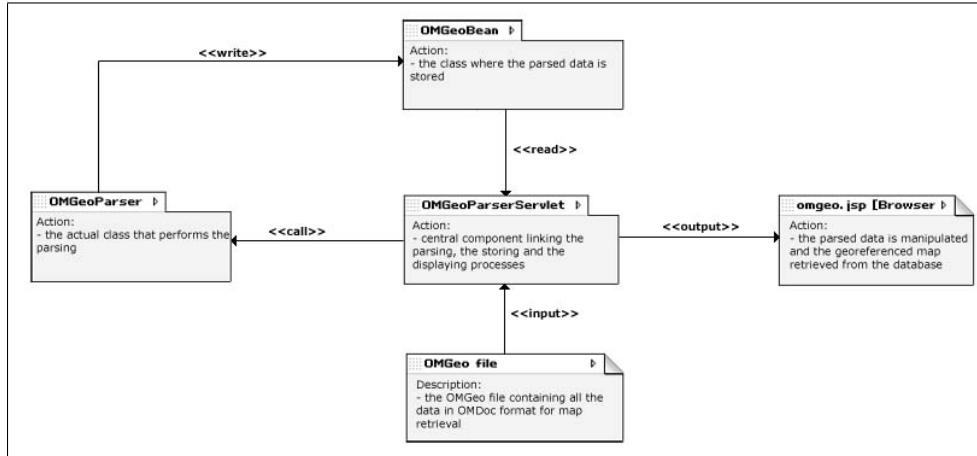 OMGeoBean
Action:
- the class where the parsed data is
stored
<<write>>
<<read>>
OMGeoParser
Action:
- the actual class that performs the
parsing
<<call>>
OMGeoParserServlet
Action:
- central component linking the
parsing, the storing and the
displaying processes
<<output>>
omgeo.jsp [Browser
Action:
- the parsed data is manipulated
and the georeferenced map
retrieved from the database
<<input>>
OMGeo file
Description:
- the OMGeo file containing all the
data in OMDoc format for map
retrieval